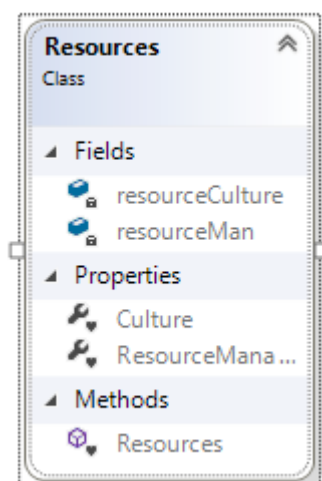 Resources
Class
Fields
resourceCulture
resourceMan
Properties
Culture
ResourceMana...
Methods
Resources